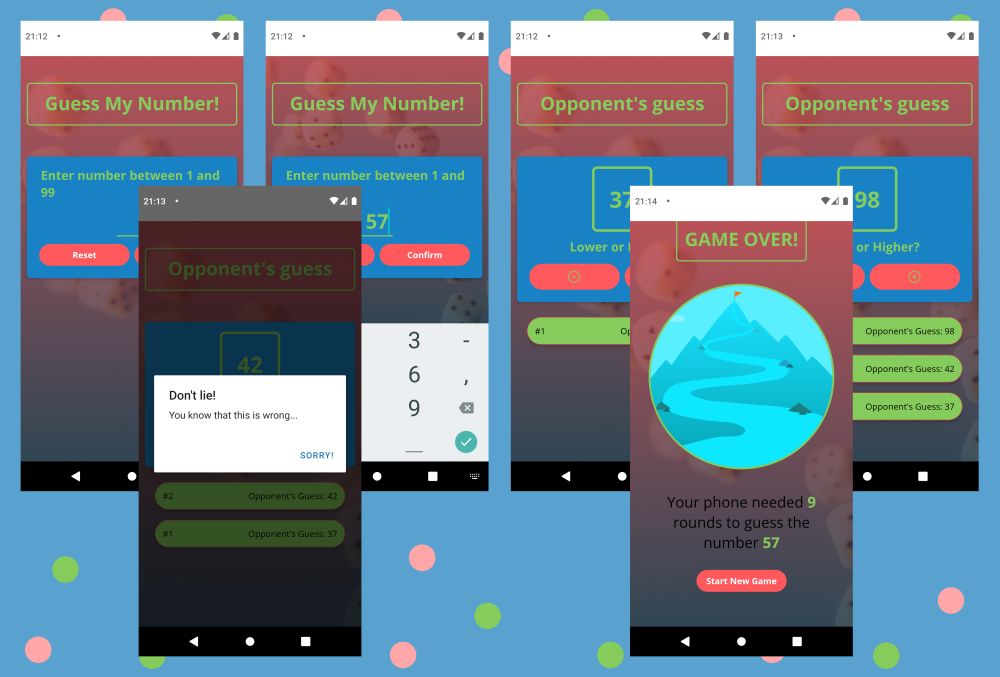 21:12
Guess My Number!
Enter number between 1 and
99
Reset
21:12
Guess My Number!
Enter number between 1 and
57
Confirm
3 -
6 ,
9
21:12
Opponent's guess
37
Lower or
#1
21:13
Opponent's guess
98
or Higher?
Opponent's Guess: 98
Opponent's Guess: 42
Opponent's Guess: 37
21:13
Opponent's guess
42
Don't lie!
You know that this is wrong...
SORRY!
#2 Opponent's Guess: 42
#1 Opponent's Guess: 37
21:14
GAME OVER!
Your phone needed 9
rounds to guess the
number 57
Start New Game